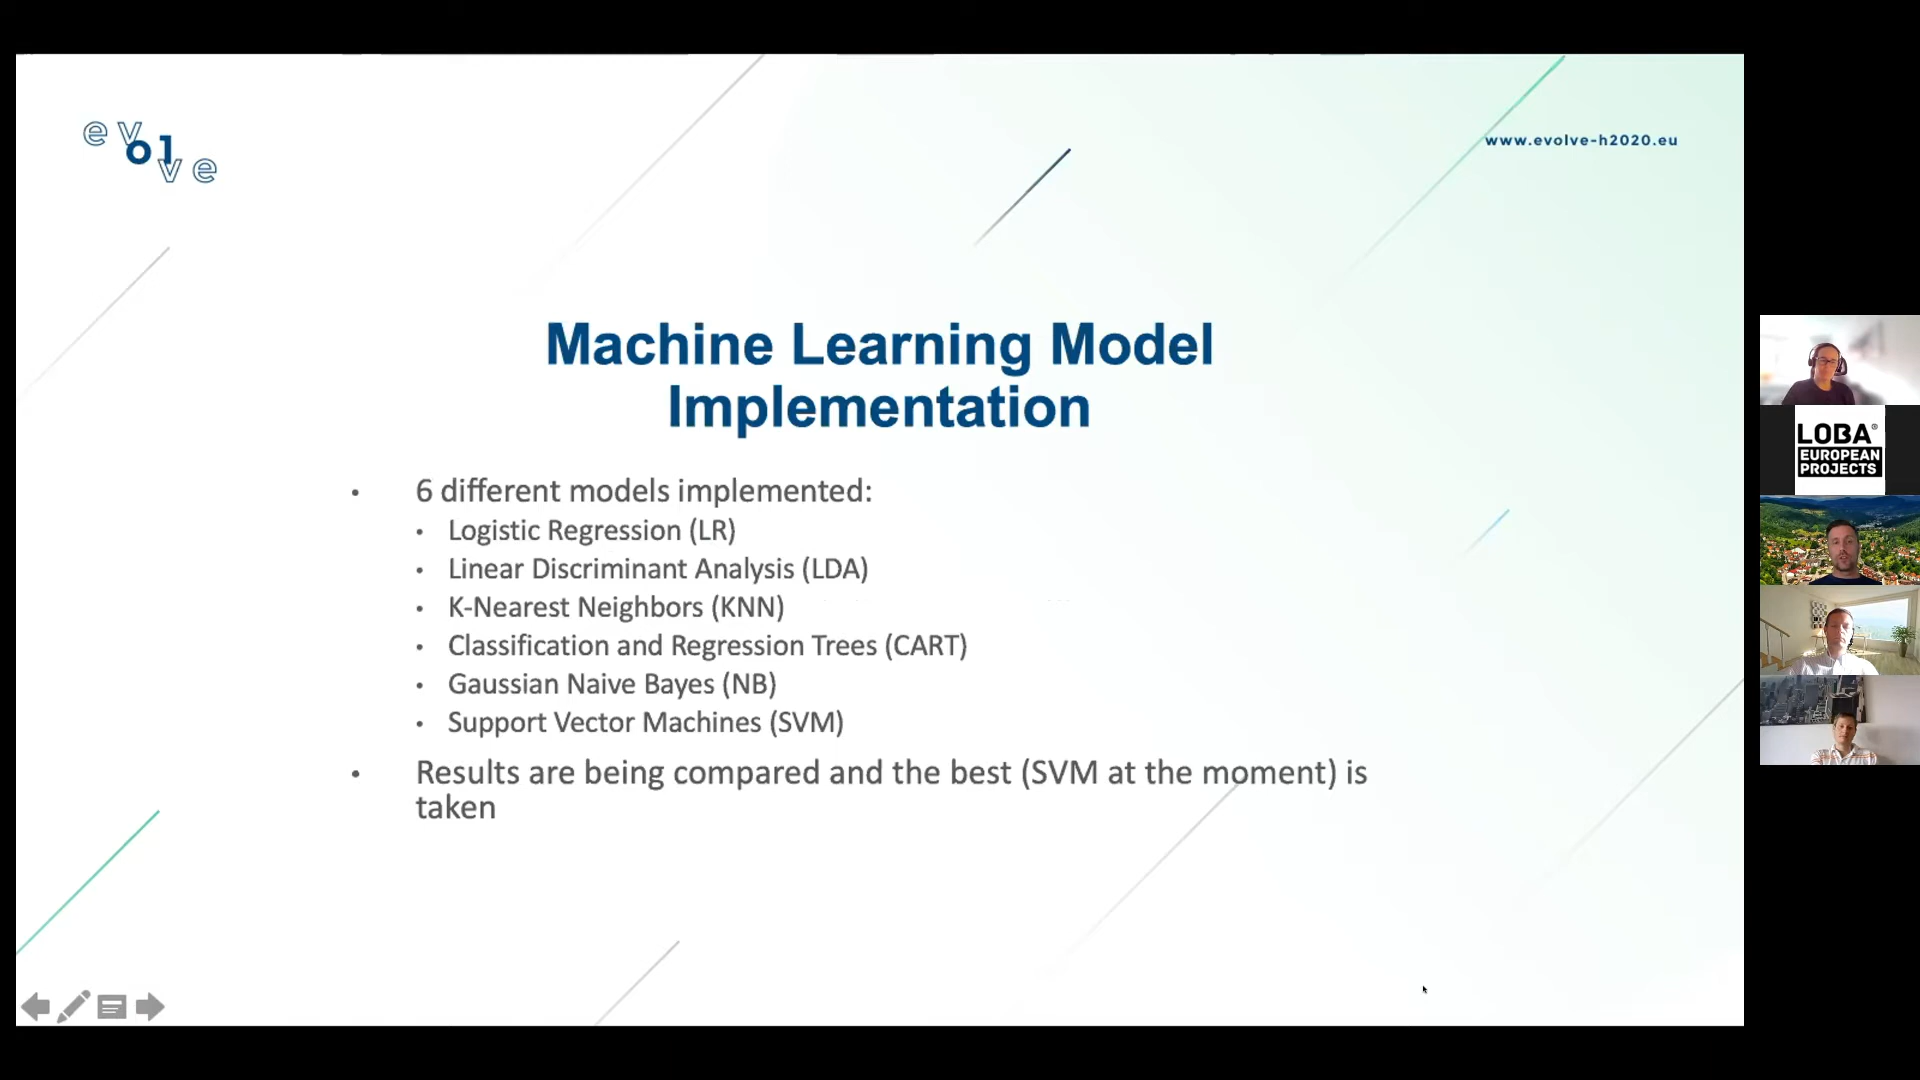 evolve
www.evolve-h2020.eu
Machine Learning Model
Implementation
• 6 different models implemented:
• Logistic Regression (LR)
• Linear Discriminant Analysis (LDA)
• K-Nearest Neighbors (KNN)
• Classification and Regression Trees (CART)
• Gaussian Naive Bayes (NB)
• Support Vector Machines (SVM)
• Results are being compared and the best (SVM at the moment) is
taken
LOBA®
EUROPEAN
PROJECTS